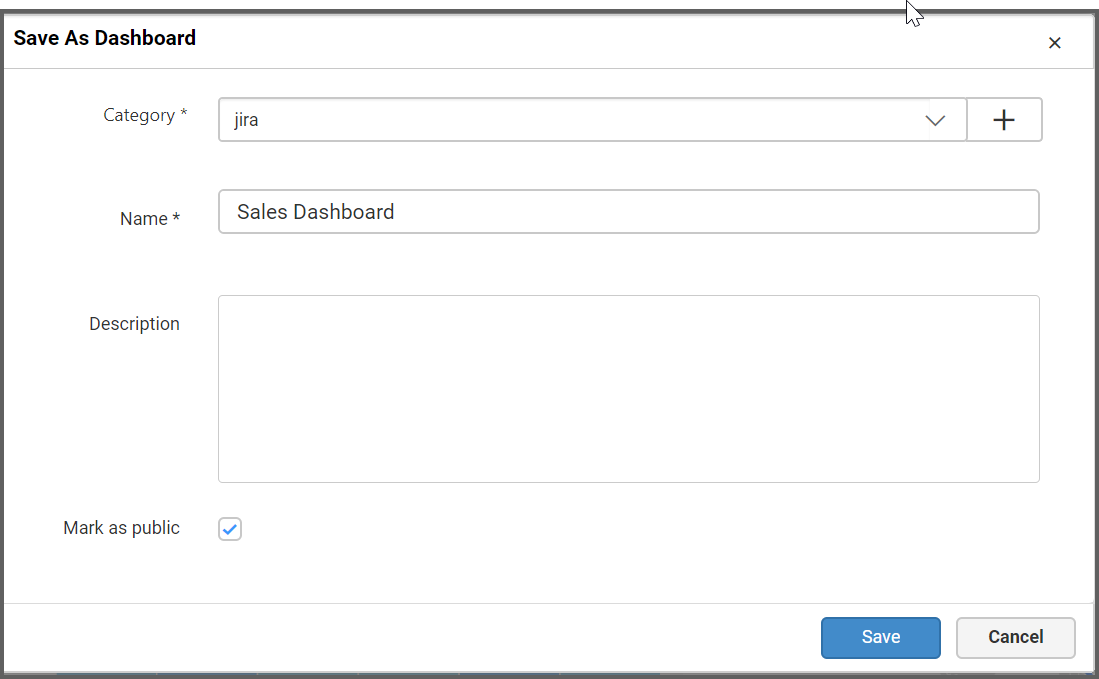 Save As Dashboard
Category *
jira
Name *
Sales Dashboard
Description
Mark as public
Save
Cancel